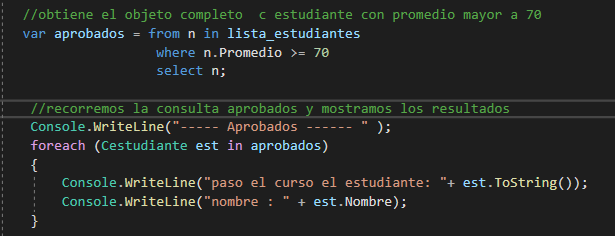 //obtiene el objeto completo  c estudiante con promedio mayor a 70
var aprobados = from n in lista_estudiantes
                where n.Promedio >= 70
                select n;
//recorremos la consulta aprobados y mostramos los resultados
Console.WriteLine("----- Aprobados ------ " );
foreach (Cestudiante est in aprobados)
{
    Console.WriteLine("paso el curso el estudiante: "+ est.ToString());
    Console.WriteLine("nombre : " + est.Nombre);
}